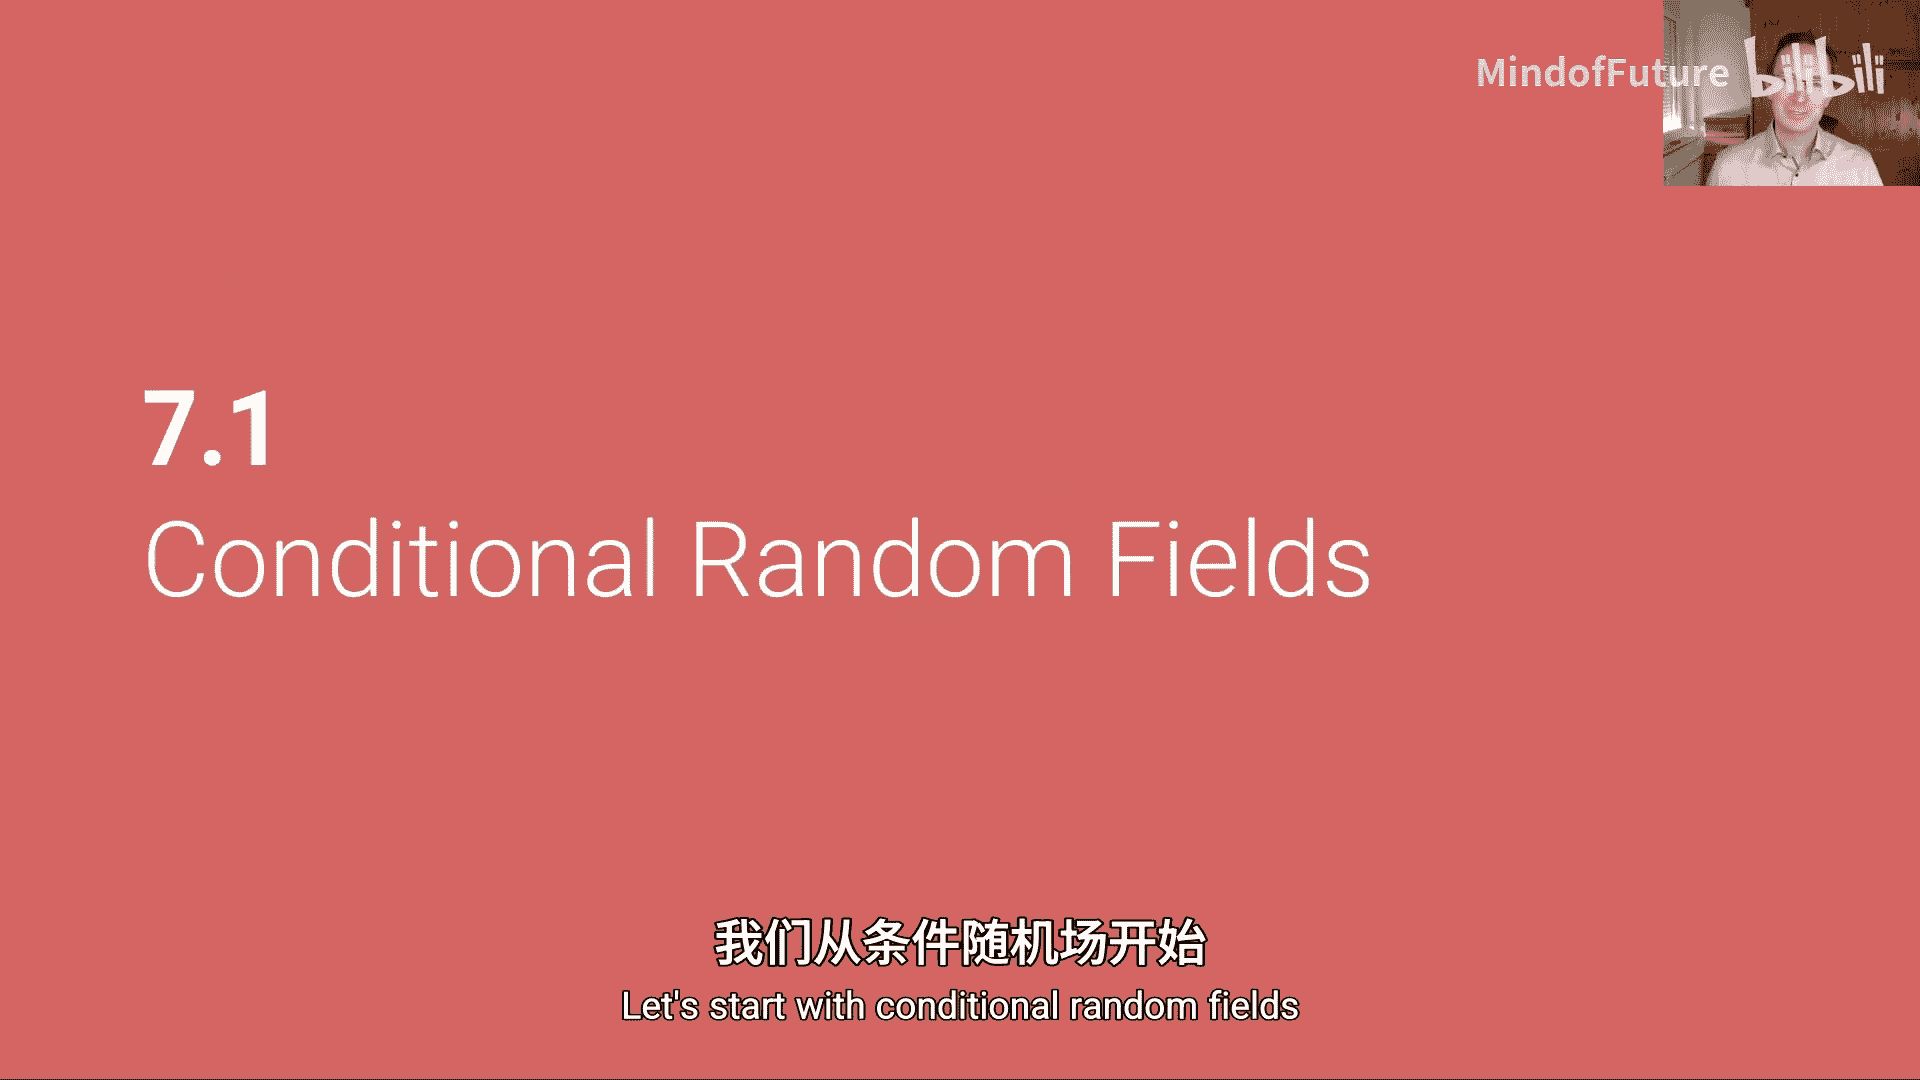 MindofFuture bilibili
7.1
Conditional Random Fields
我们从条件随机场开始
Let's start with conditional random fields